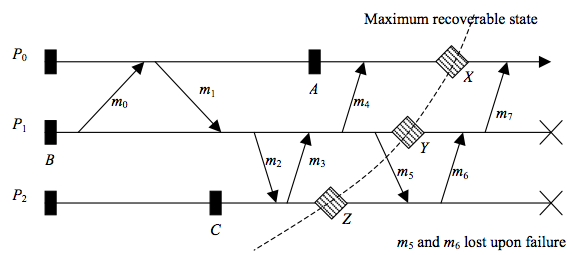 Maximum recoverable state
P0
X
A
m0
m1
m4
m7
P1
B
Y
m2
m3
m5
m6
P2
C
Z
m5 and m6 lost upon failure